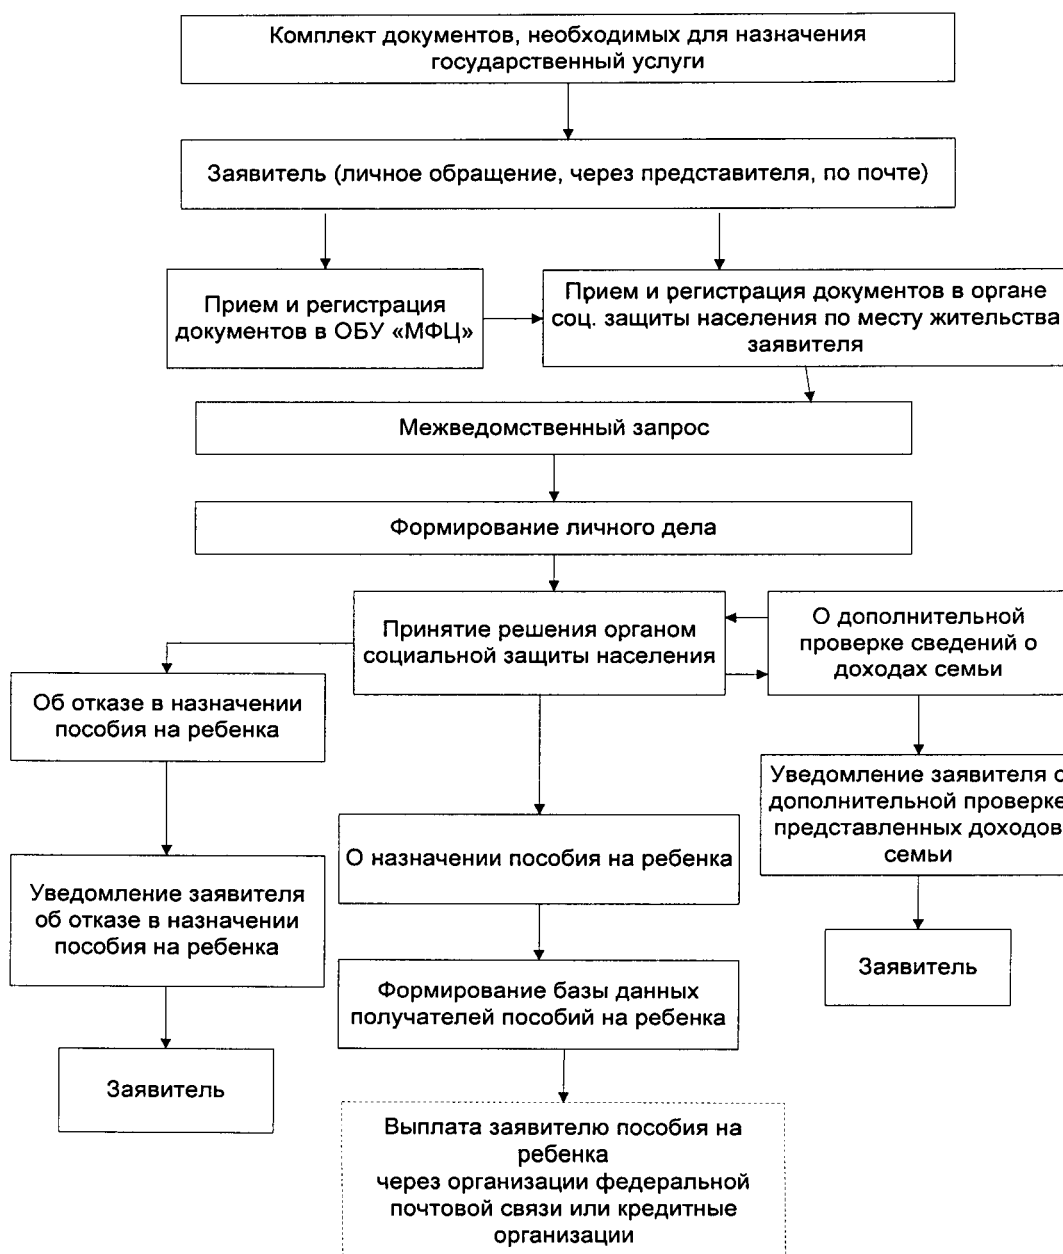 Комплект документов, необходимых для назначения
государственный услуги
Заявитель (личное обращение, через представителя, по почте)
Прием и регистрация
документов в ОБУ «МФЦ»
Прием и регистрация документов в органе
соц. защиты населения по месту жительства
заявителя
Межведомственный запрос
Формирование личного дела
Принятие решения органом
социальной защиты населения
О дополнительной
проверке сведений о
доходах семьи
Об отказе в назначении
пособия на ребенка
Уведомление заявителя о
дополнительной проверке
представленных доходов
семьи
О назначении пособия на ребенка
Уведомление заявителя
об отказе в назначении
пособия на ребенка
Заявитель
Формирование базы данных
получателей пособий на ребенка
Заявитель
Выплата заявителю пособия на
ребенка
через организации федеральной
почтовой связи или кредитные
организации